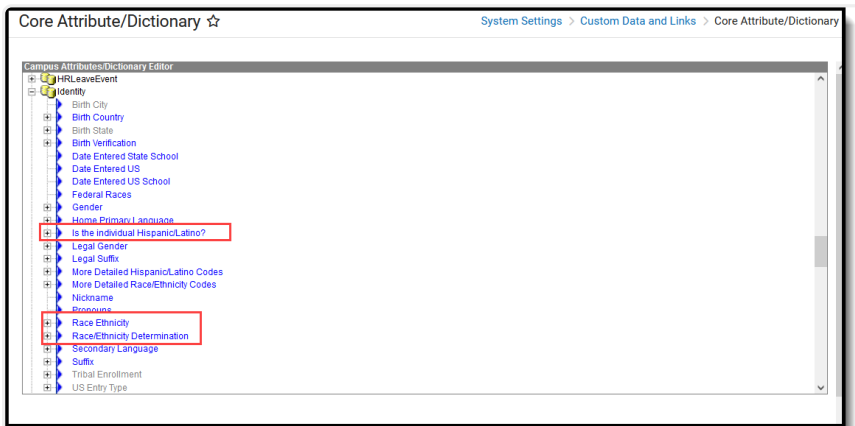 Core Attribute/Dictionary ☆
System Settings > Custom Data and Links > Core Attribute/Dictionary
Campus Attributes/Dictionary Editor
HRLeaveEvent
Identity
Birth City
Birth Country
Birth State
Birth Verification
Date Entered State School
Date Entered US
Date Entered US School
Federal Races
Gender
Home Primary Language
Is the individual Hispanic/Latino?
Legal Gender
Legal Suffix
More Detailed Hispanic/Latino Codes
More Detailed Race/Ethnicity Codes
Nickname
Pronouns
Race Ethnicity
Race/Ethnicity Determination
Secondary Language
Suffix
Tribal Enrollment
US Entry Type